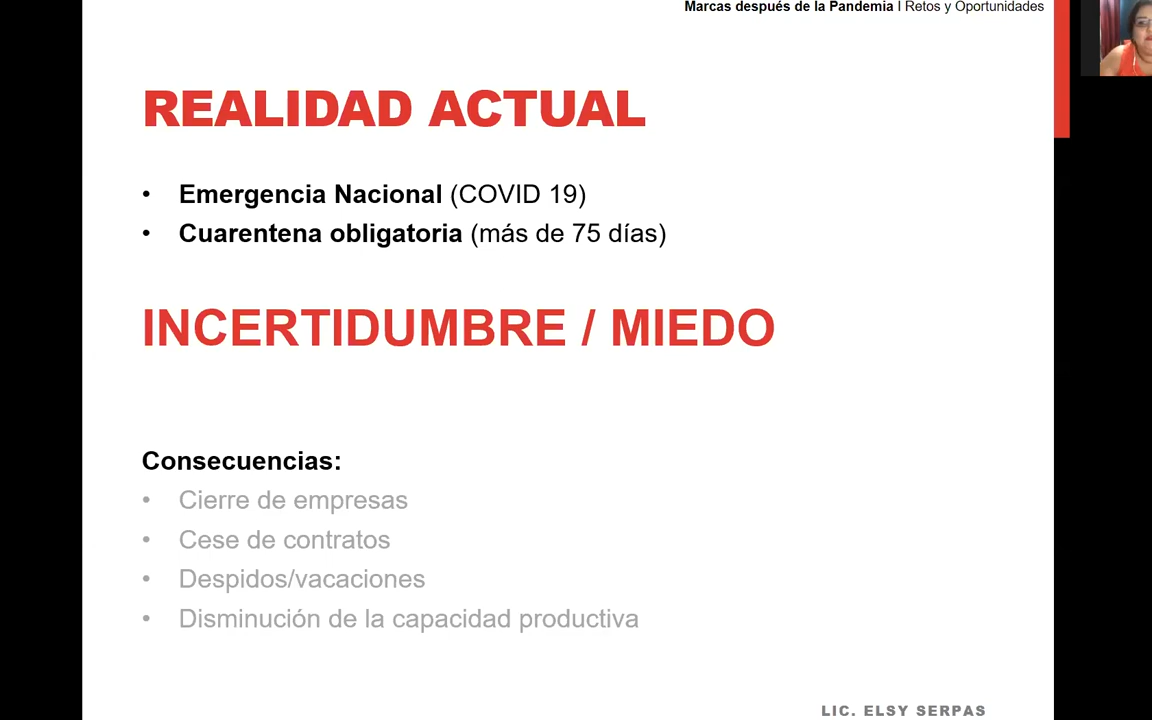 Marcas después de la Pandemia I Retos y Oportunidades
REALIDAD ACTUAL
• Emergencia Nacional (COVID 19)
• Cuarentena obligatoria (más de 75 días)
INCERTIDUMBRE / MIEDO
Consecuencias:
• Cierre de empresas
• Cese de contratos
• Despidos/vacaciones
• Disminución de la capacidad productiva
LIC. ELSY SERPAS